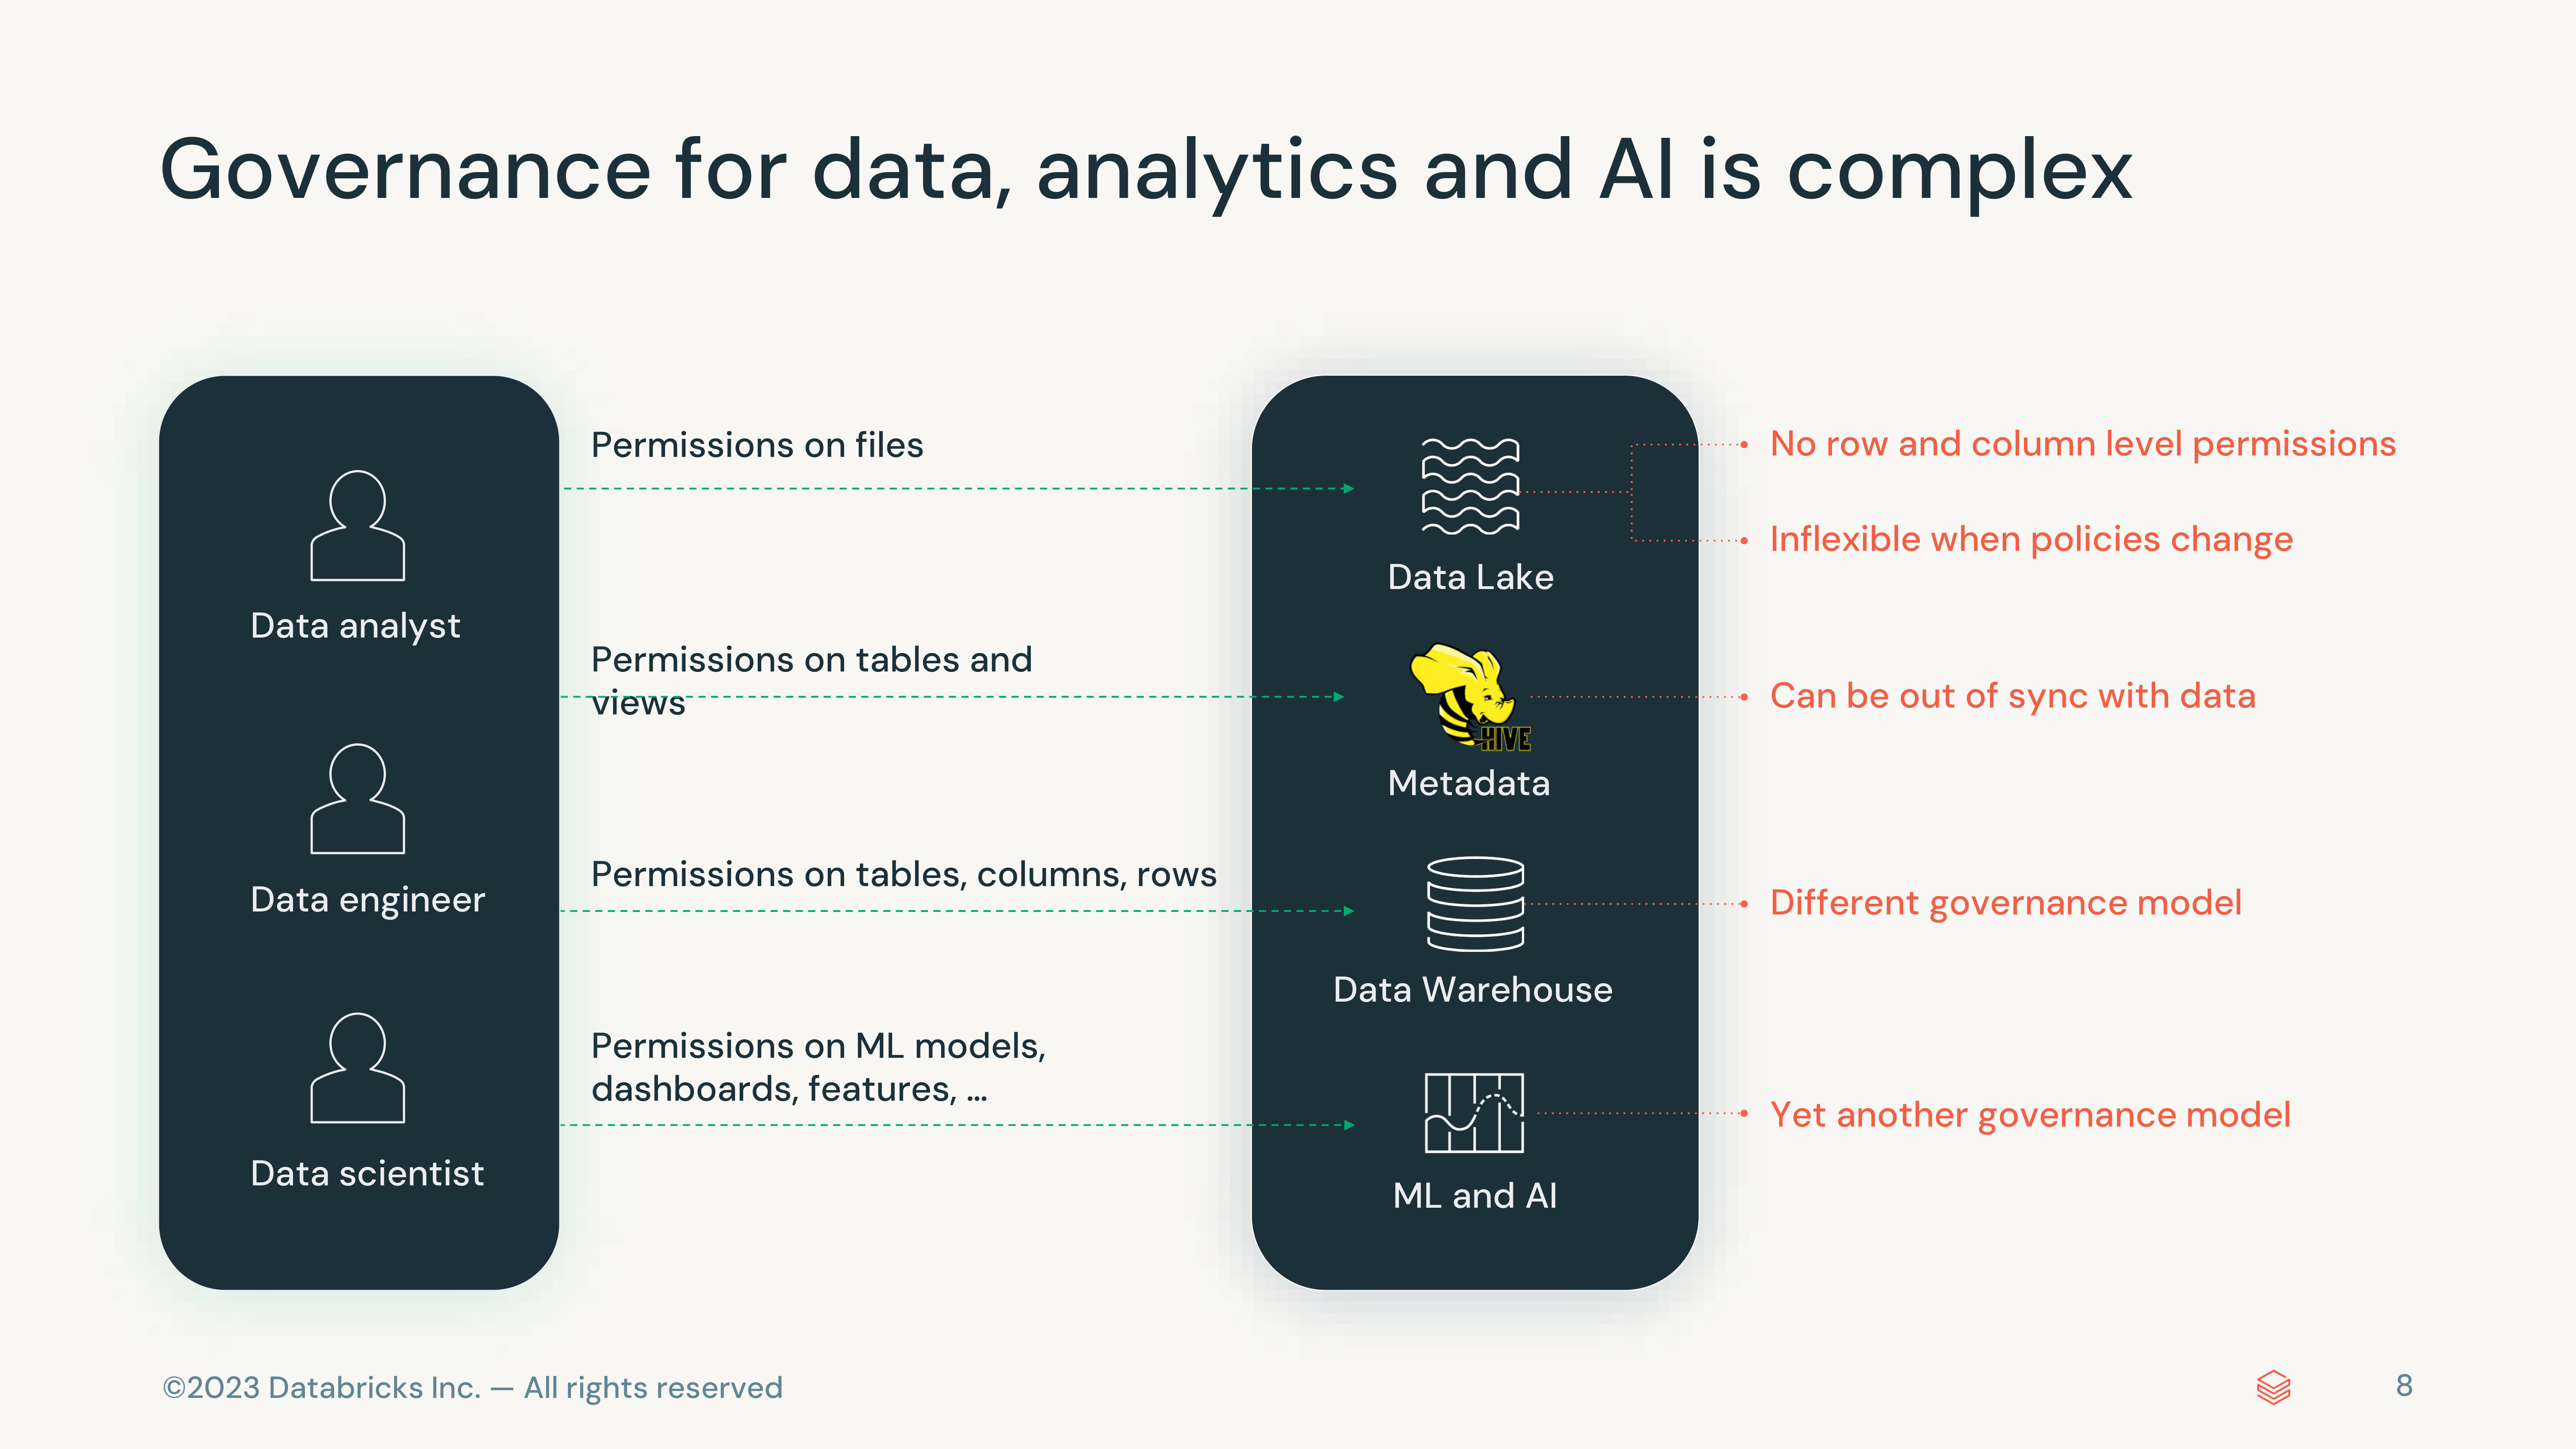 Governance for data, analytics and AI is complex
Data analyst
Data engineer
Data scientist
Permissions on files
Permissions on tables and
views
Permissions on tables, columns, rows
Permissions on ML models,
dashboards, features, ...
Data Lake
HIVE
Metadata
Data Warehouse
ML and AI
No row and column level permissions
Inflexible when policies change
Can be out of sync with data
Different governance model
Yet another governance model
©2023 Databricks Inc. — All rights reserved
8